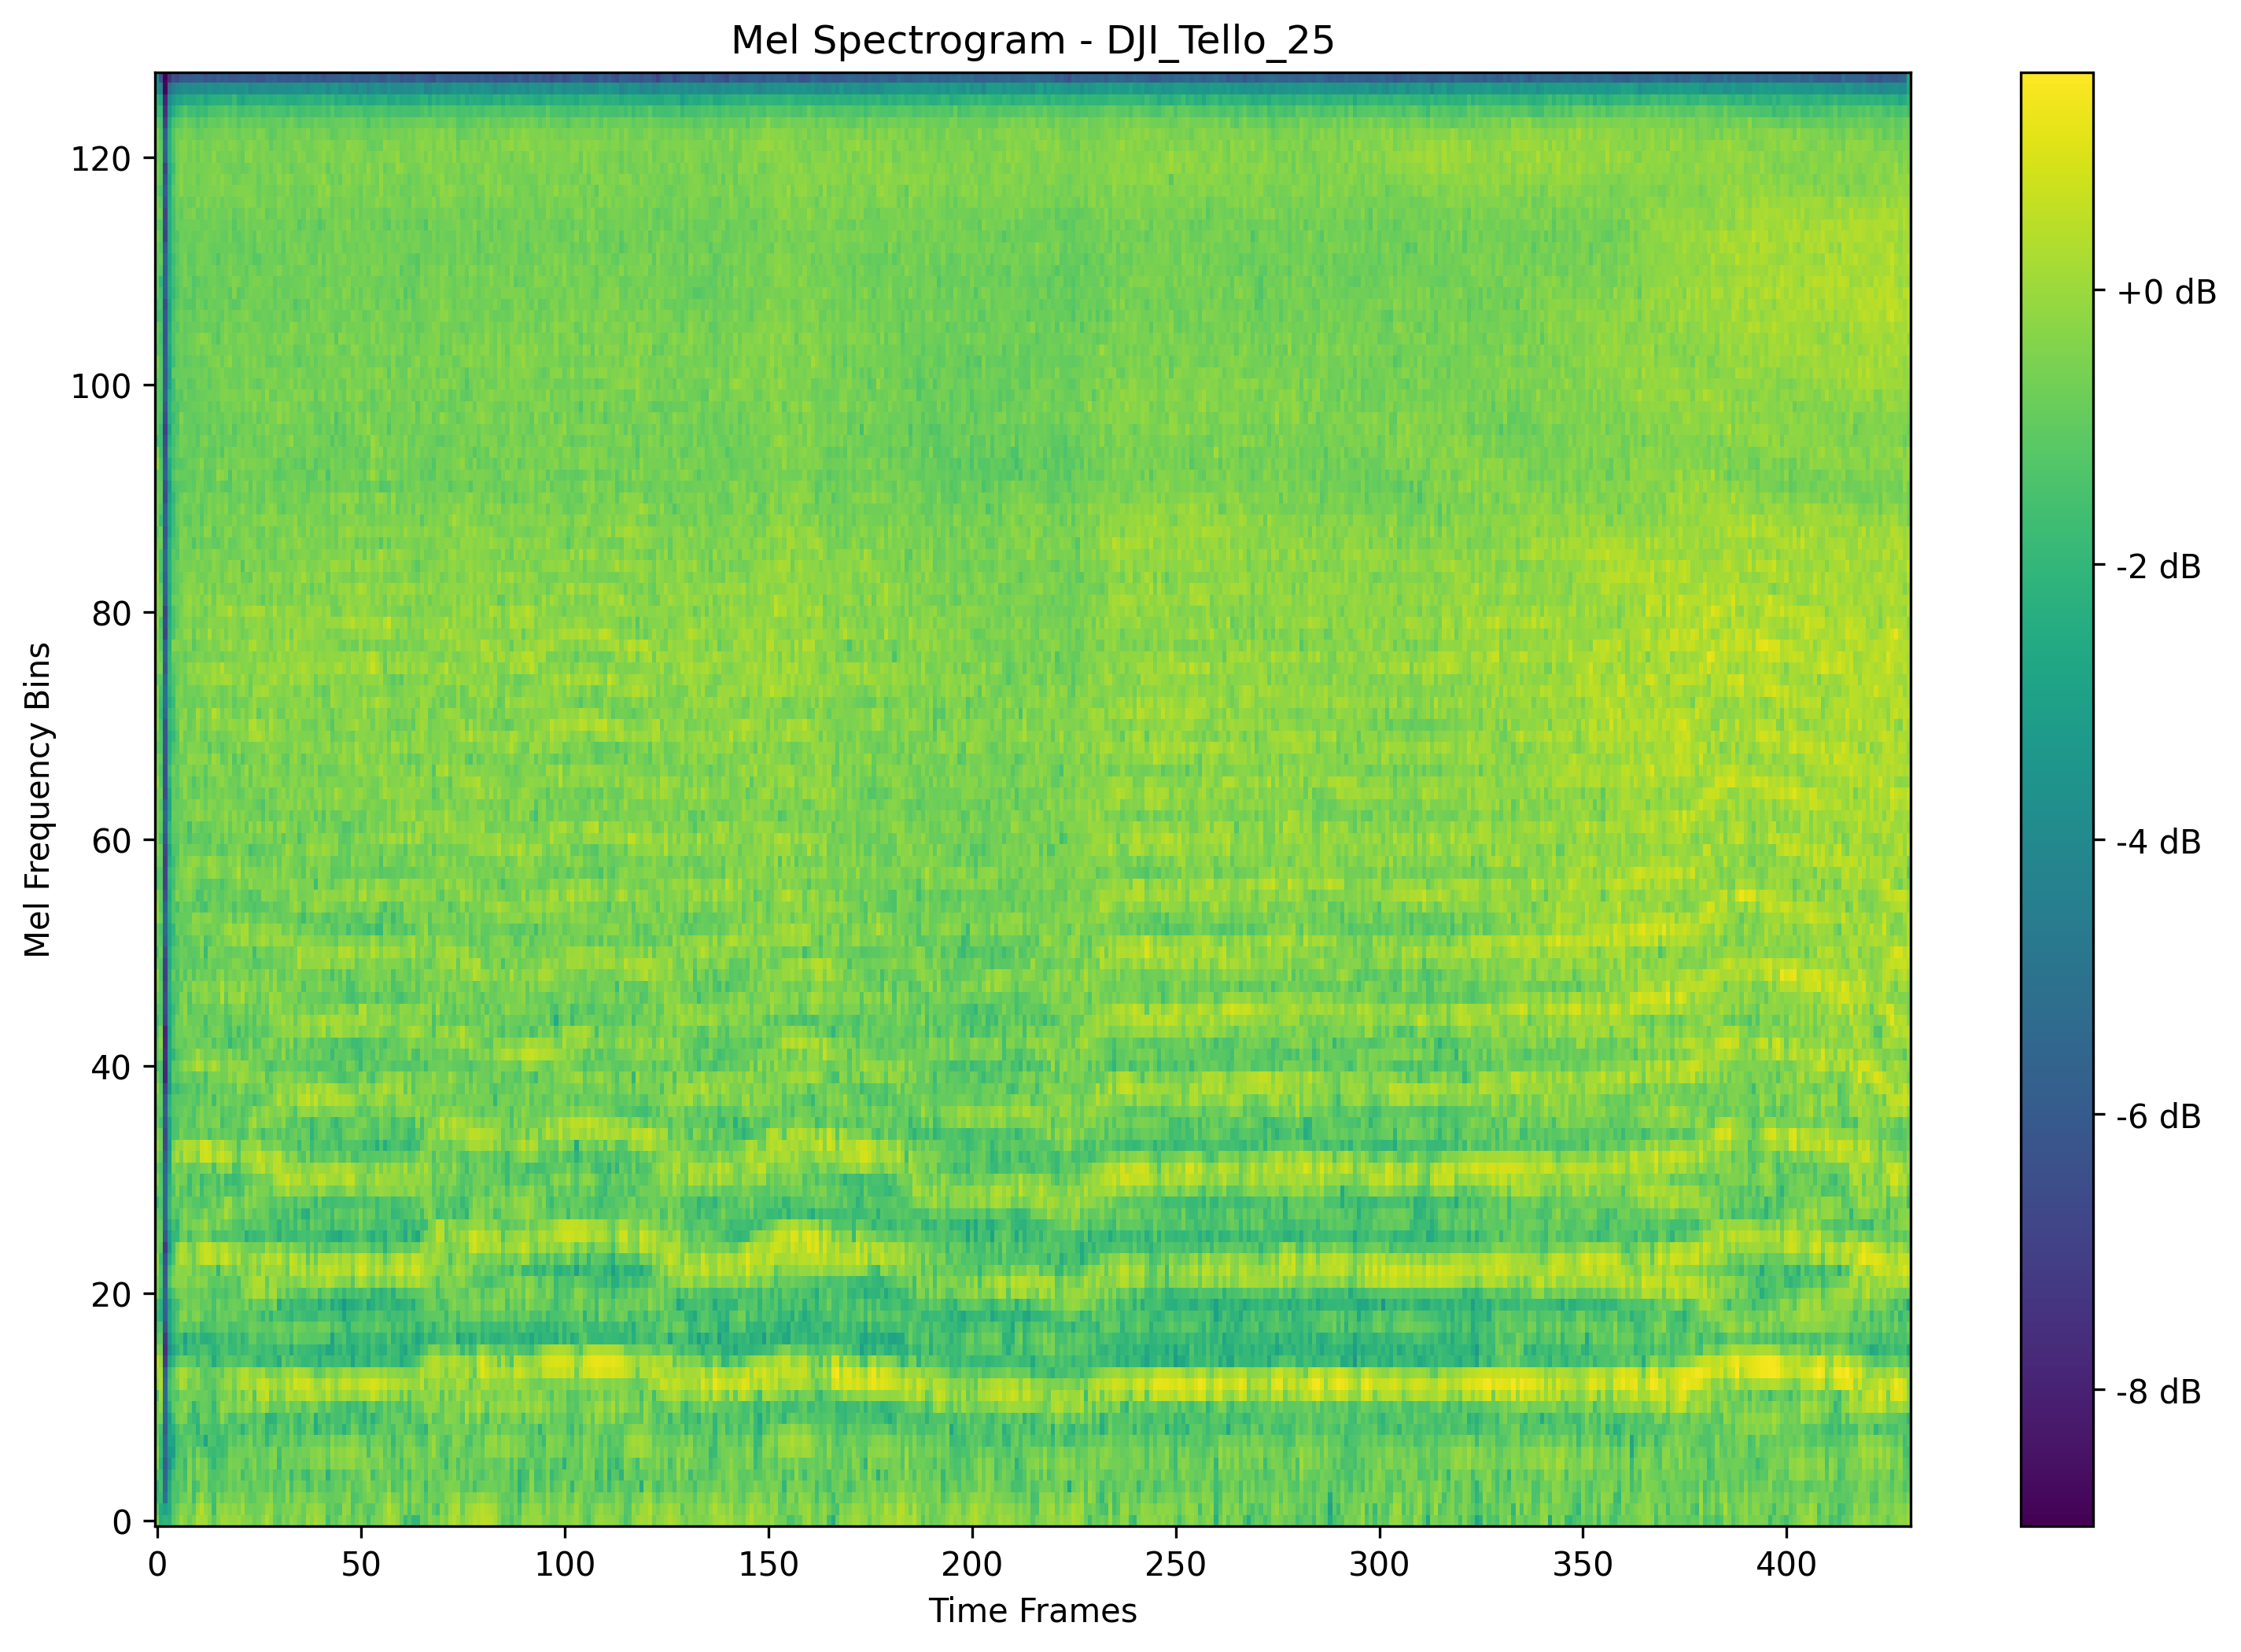 Mel Spectrogram - DJI_Tello_25
120
100
80
60
40
20
0
Mel Frequency Bins
0 50 100 150 200 250 300 350 400
Time Frames
+0 dB
-2 dB
-4 dB
-6 dB
-8 dB